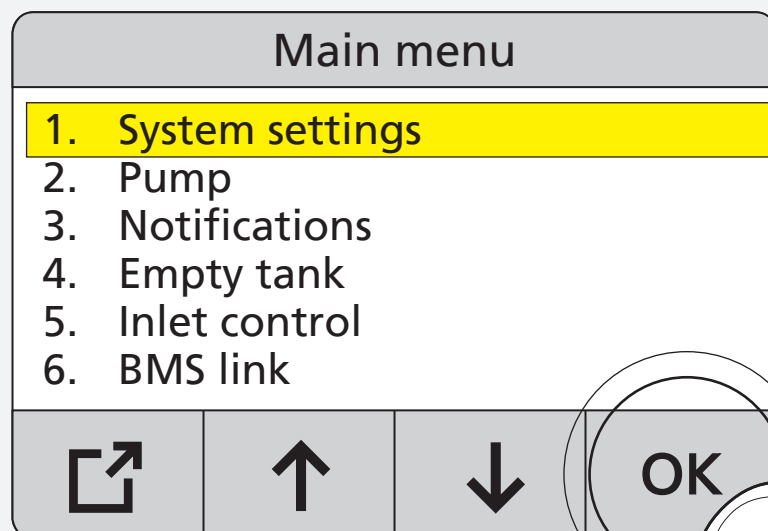 Main menu
1. System settings
2. Pump
3. Notifications
4. Empty tank
5. Inlet control
6. BMS link
OK